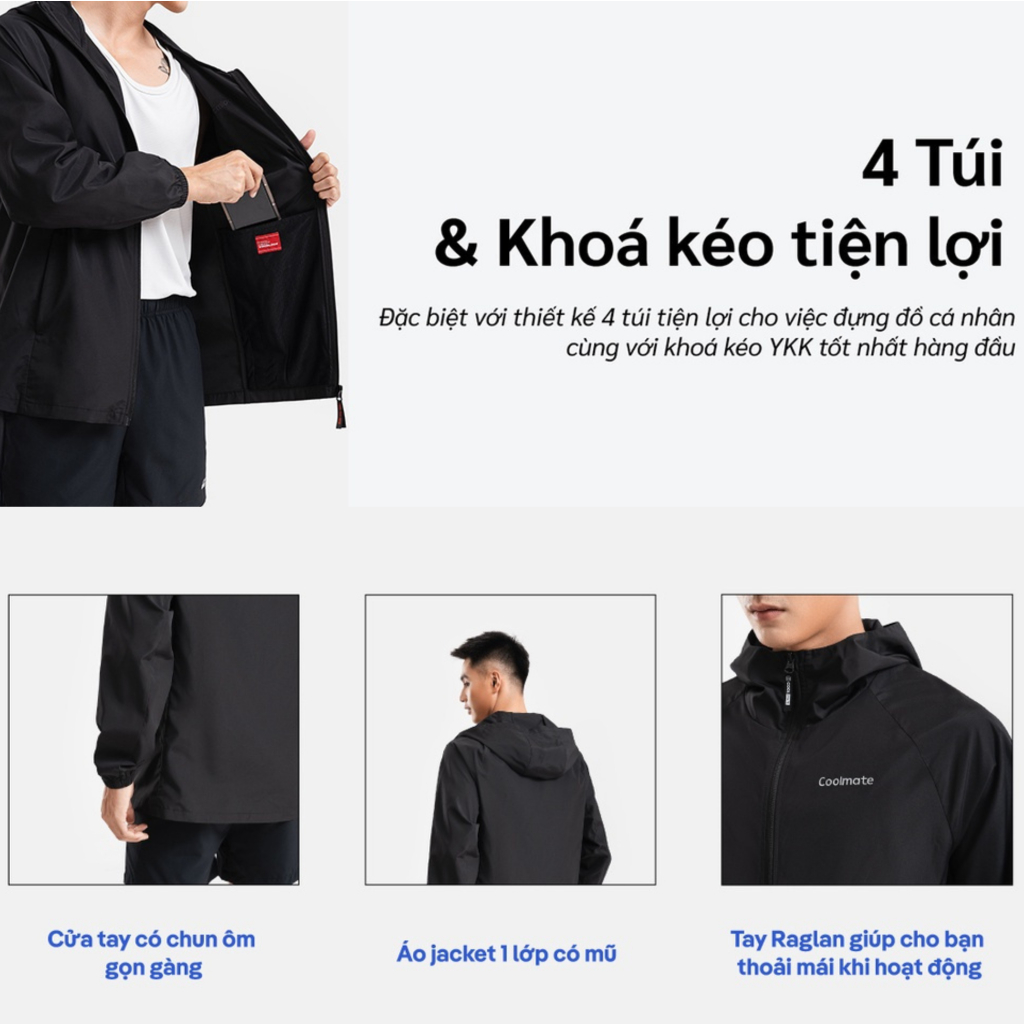 4 Túi
& Khoá kéo tiện lợi
Đặc biệt với thiết kế 4 túi tiện lợi cho việc đựng đồ cá nhân
cùng với khoá kéo YKK tốt nhất hàng đầu
Coolmate
Cửa tay có chun ôm
gọn gàng
Áo jacket 1 lớp có mũ
Tay Raglan giúp cho bạn
thoải mái khi hoạt động